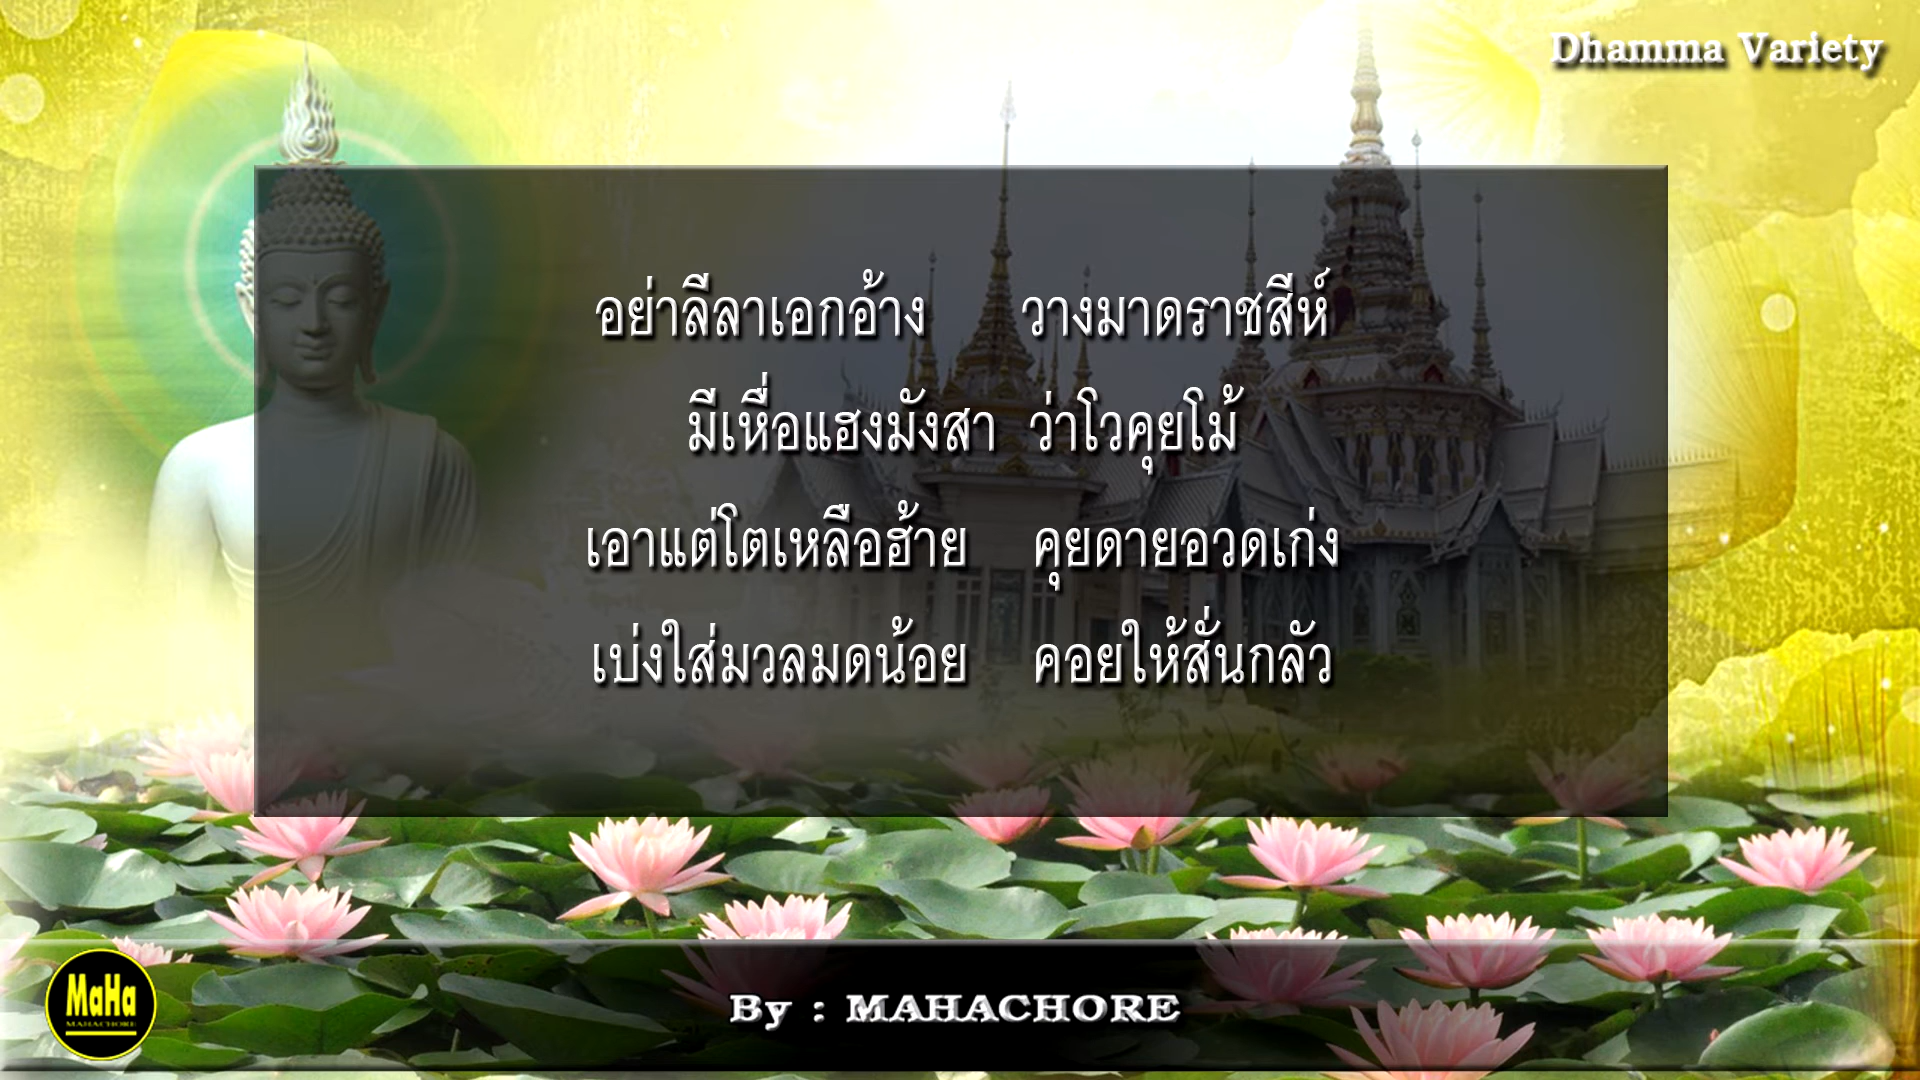 Dhamma Variety
อย่าลีลาเอกอ้าง วางมาดราชสีห์
มีเหื่อแฮงมังสา ว่าโวคุยโม้
เอาแต่โตเหลือฮ้าย คุยดายอวดเก่ง
เบ่งใส่มวลมดน้อย คอยให้สั่นกลัว
MaHa
MAHACHORE
By : MAHACHORE